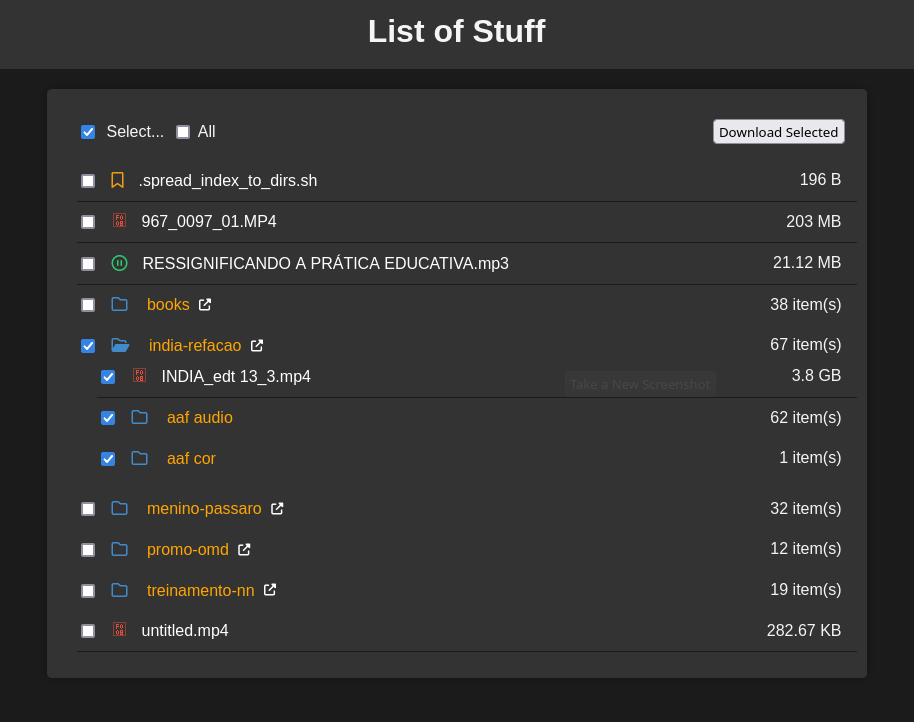 List of Stuff
Select... All Download Selected
.spread_index_to_dirs.sh 196 B
967_0097_01.MP4 203 MB
RESSIGNIFICANDO A PRÁTICA EDUCATIVA.mp3 21.12 MB
books 38 item(s)
india-refacao 67 item(s)
INDIA_edt 13_3.mp4 3.8 GB
Take a New Screenshot
aaf audio 62 item(s)
aaf cor 1 item(s)
menino-passaro 32 item(s)
promo-omd 12 item(s)
treinamento-nn 19 item(s)
untitled.mp4 282.67 KB